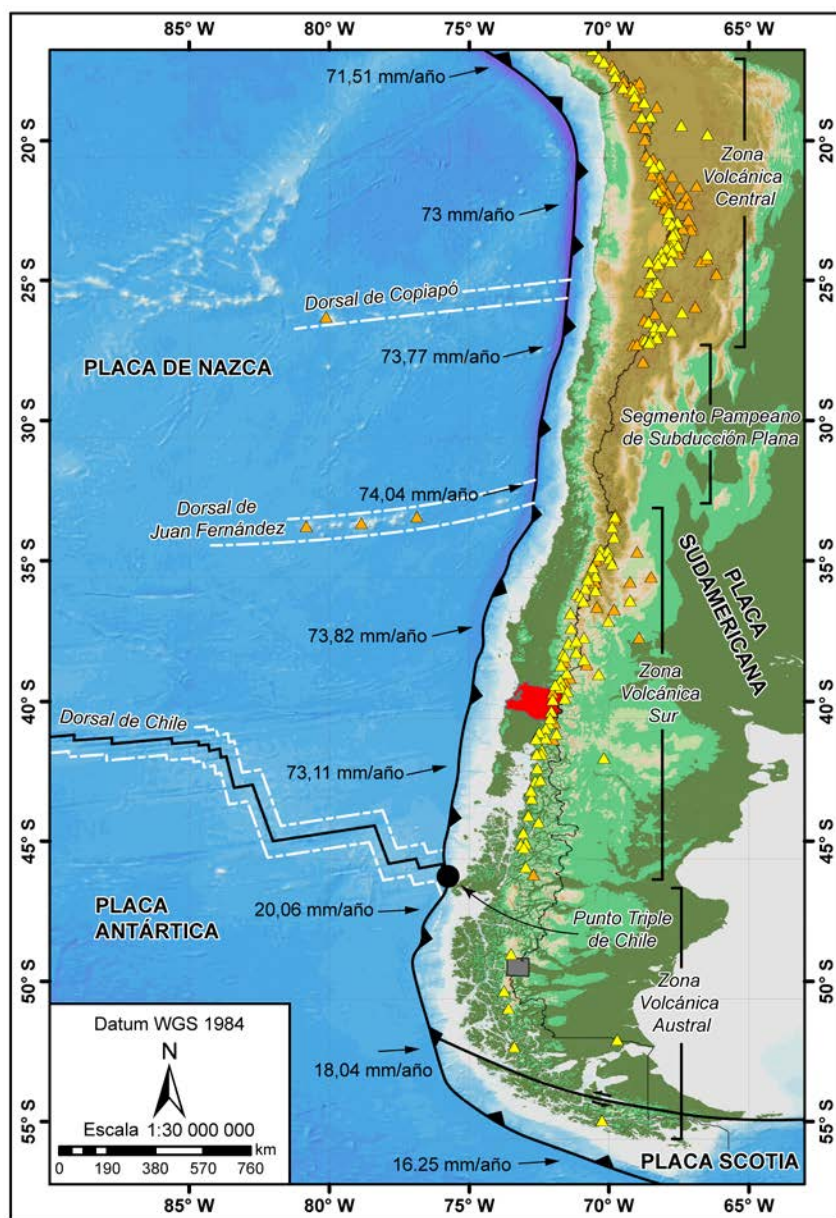 85° W 80° W 75° W 70° W 65° W
71,51 mm/año
20° S
20° S
Zona
Volcánica
Central
73 mm/año
25° S
25° S
Dorsal de Copiapó
PLACA DE NAZCA
73,77 mm/año
30° S
30° S
Segmento Pampeano
de Subducción Plana
74,04 mm/año
Dorsal de
Juan Fernández
35° S
35° S
PLACA
SUDAMERICANA
73,82 mm/año
Zona
Volcánica
Sur
40° S
40° S
Dorsal de Chile
73,11 mm/año
45° S
45° S
PLACA
ANTÁRTICA
20,06 mm/año
Punto Triple
de Chile
50° S
50° S
Zona
Volcánica
Austral
Datum WGS 1984
N
18,04 mm/año
Escala 1:30 000 000
km
0 190 380 570 760
55° S
55° S
16.25 mm/año
PLACA SCOTIA
85° W 80° W 75° W 70° W 65° W